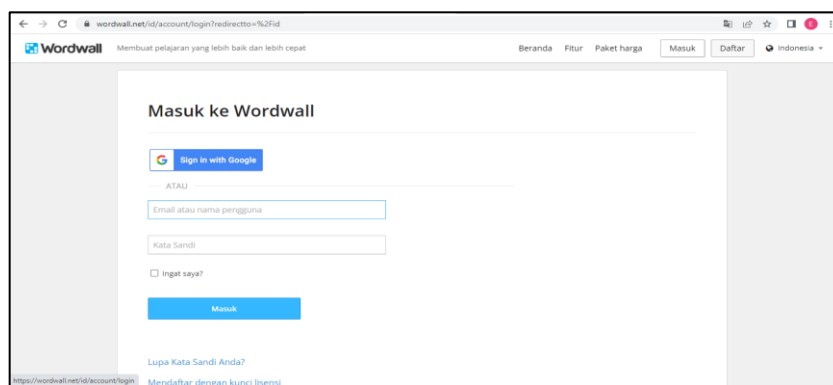 wordwall.net/id/account/login?redirectto=%2Fid
E
Wordwall Membuat pelajaran yang lebih baik dan lebih cepat Beranda Fitur Paket harga Masuk Daftar Indonesia
Masuk ke Wordwall
G Sign in with Google
ATAU
Email atau nama pengguna
Kata Sandi
Ingat saya?
Masuk
Lupa Kata Sandi Anda?
https://wordwall.net/id/account/login Mendaftar dengan kunci lisensi